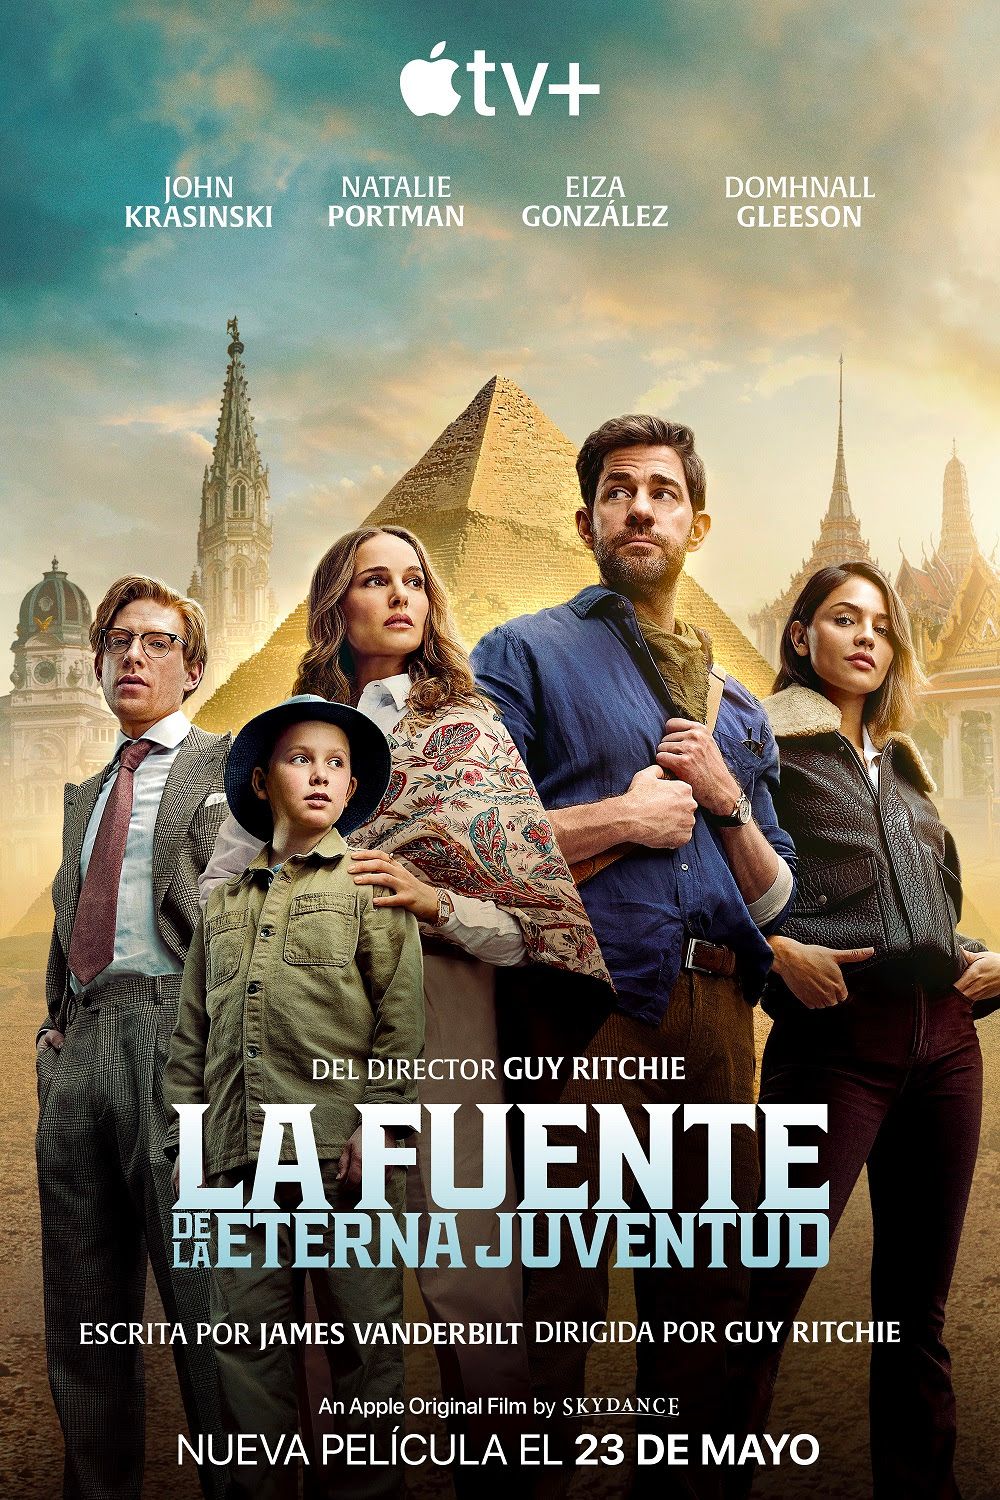 tv+
JOHN KRASINSKI
NATALIE PORTMAN
EIZA GONZÁLEZ
DOMHNALL GLEESON
DEL DIRECTOR GUY RITCHIE
LA FUENTE
DE LA ETERNA JUVENTUD
ESCRITA POR JAMES VANDERBILT DIRIGIDA POR GUY RITCHIE
An Apple Original Film by SKYDANCE
NUEVA PELÍCULA EL 23 DE MAYO